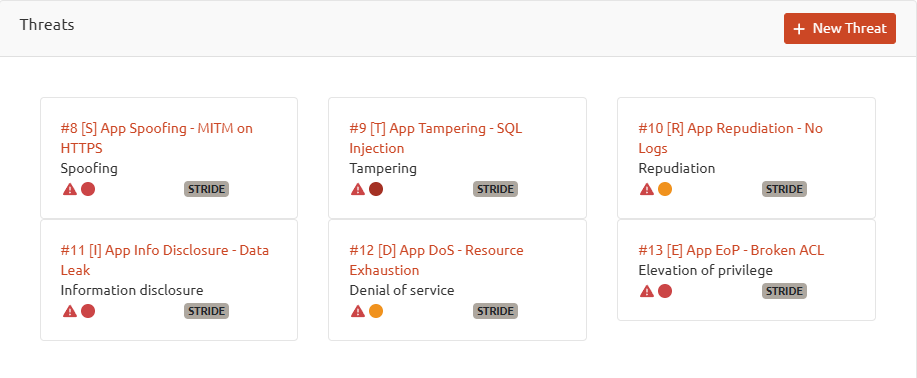 Threats
+ New Threat
#8 [S] App Spoofing - MITM on
HTTPS
Spoofing
STRIDE
#9 [T] App Tampering - SQL
Injection
Tampering
STRIDE
#10 [R] App Repudiation - No
Logs
Repudiation
STRIDE
#11 [I] App Info Disclosure - Data
Leak
Information disclosure
STRIDE
#12 [D] App DoS - Resource
Exhaustion
Denial of service
STRIDE
#13 [E] App EoP - Broken ACL
Elevation of privilege
STRIDE